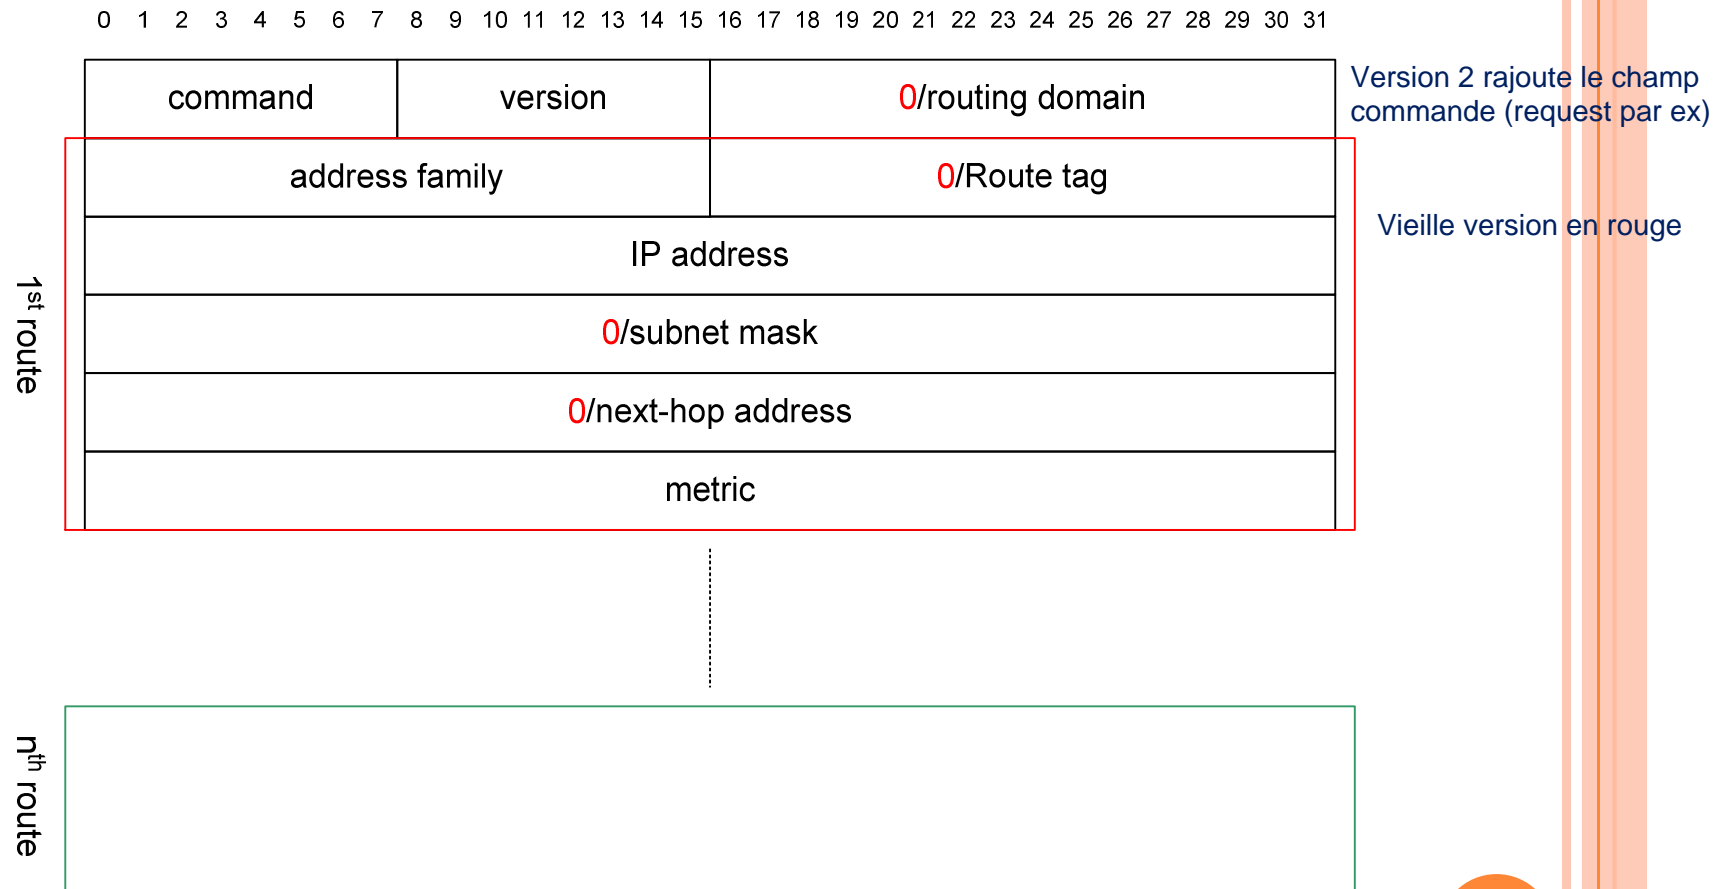 0 1 2 3 4 5 6 7 8 9 10 11 12 13 14 15 16 17 18 19 20 21 22 23 24 25 26 27 28 29 30 31
command version 0/routing domain
Version 2 rajoute le champ
commande (request par ex)
address family 0/Route tag
Vieille version en rouge
IP address
0/subnet mask
0/next-hop address
metric
1st route
nth route